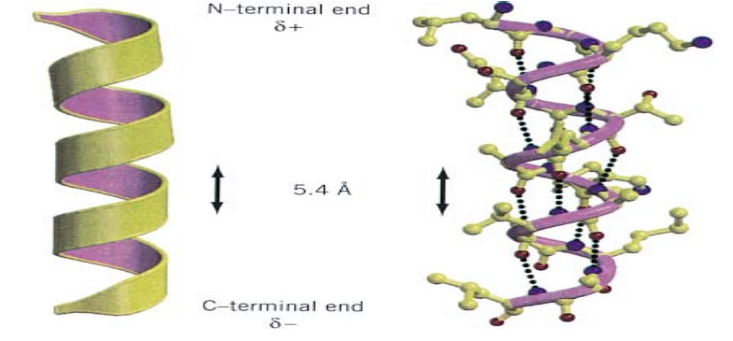 N–terminal end
δ+
5.4 Å
C–terminal end
δ–